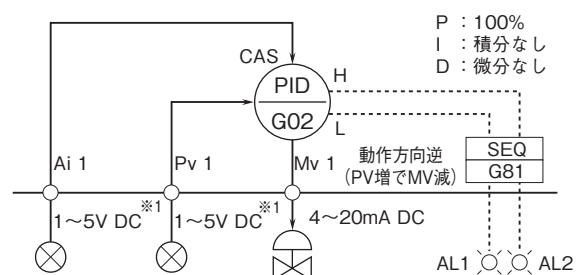 P：100%
I：積分なし
D：微分なし
CAS
H
PID
G02
L
Ai 1
Pv 1
Mv 1
動作方向逆
（PV増でMV減）
SEQ
G81
1～5V DC※1
1～5V DC※1
4～20mA DC
AL1
AL2